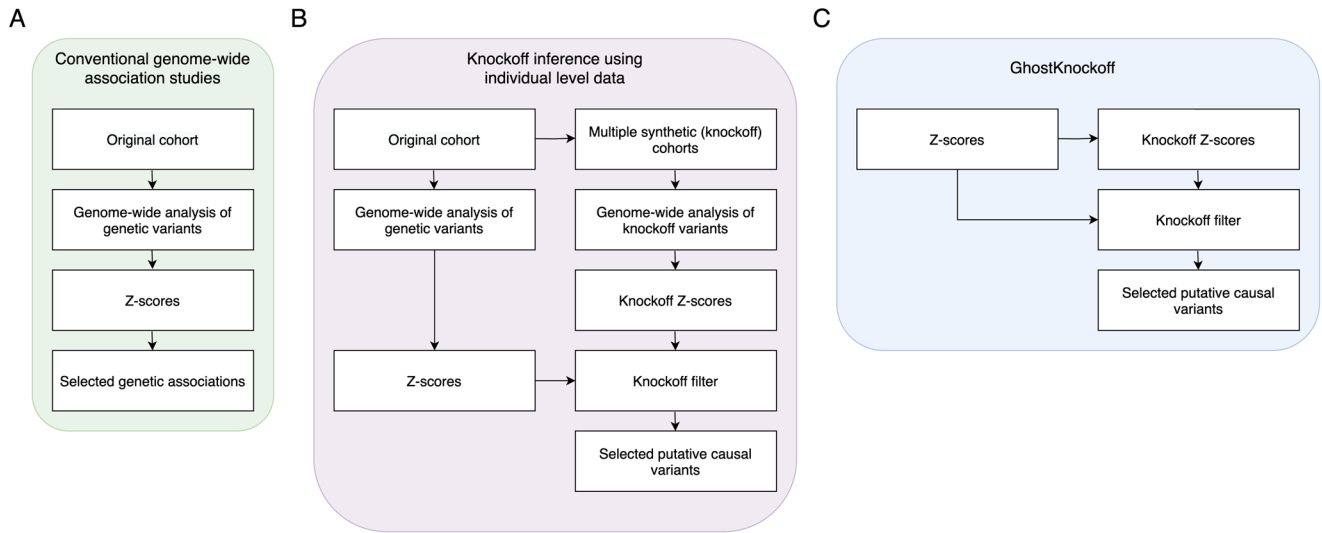 A
Conventional genome-wide
association studies
Original cohort
Genome-wide analysis of
genetic variants
Z-scores
Selected genetic associations
B
Knockoff inference using
individual level data
Original cohort
Multiple synthetic (knockoff)
cohorts
Genome-wide analysis of
genetic variants
Genome-wide analysis of
knockoff variants
Knockoff Z-scores
Z-scores
Knockoff filter
Selected putative causal
variants
C
GhostKnockoff
Z-scores
Knockoff Z-scores
Knockoff filter
Selected putative causal
variants